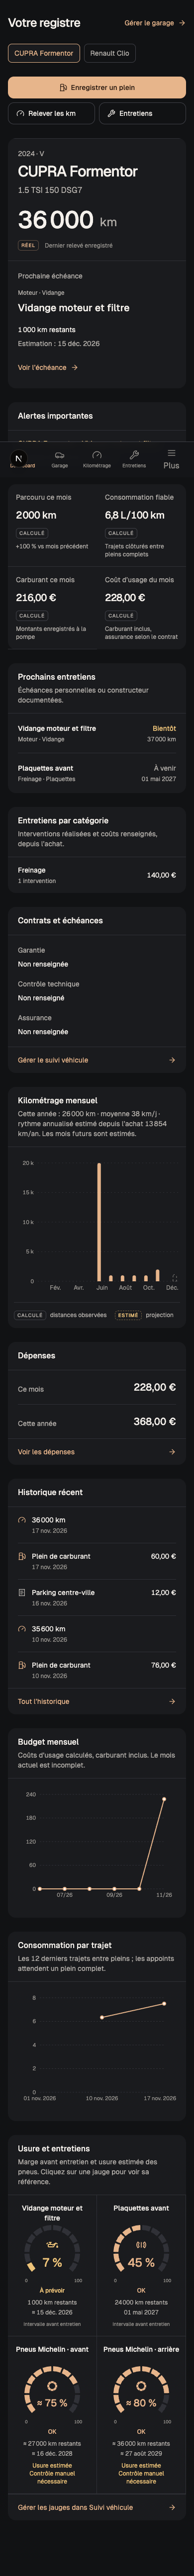 Votre registre
Gérer le garage →
CUPRA Formentor
Renault Clio
Enregistrer un plein
Relever les km
Entretiens
2024 · V
CUPRA Formentor
1.5 TSI 150 DSG7
36 000 km
RÉEL
Dernier relevé enregistré
Prochaine échéance
Moteur · Vidange
Vidange moteur et filtre
1 000 km restants
Estimation : 15 déc. 2026
Voir l'échéance →
Alertes importantes
N
Garage
Kilométrage
Entretiens
Plus
Parcouru ce mois
2 000 km
CALCULÉ
+100 % vs mois précédent
Consommation fiable
6,8 L/100 km
CALCULÉ
Trajets clôturés entre
pleins complets
Carburant ce mois
216,00 €
CALCULÉ
Montants enregistrés à la
pompe
Coût d'usage du mois
228,00 €
CALCULÉ
Carburant inclus,
assurance selon le contrat
Prochains entretiens
Échéances personnelles ou constructeur
documentées.
Vidange moteur et filtre
Bientôt
Moteur · Vidange
37 000 km
Plaquettes avant
À venir
Freinage · Plaquettes
01 mai 2027
Entretiens par catégorie
Interventions réalisées et coûts renseignés,
depuis l'achat.
Freinage
140,00 €
1 intervention
Contrats et échéances
Garantie
Non renseignée
Contrôle technique
Non renseigné
Assurance
Non renseignée
Gérer le suivi véhicule →
Kilométrage mensuel
Cette année : 26 000 km · moyenne 38 km/j ·
rythme annualisé estimé depuis l'achat 13 854
km/an. Les mois futurs sont estimés.
20 k
15 k
10 k
5 k
0
Fév.
Avr.
Juin
Août
Oct.
Déc.
CALCULÉ
distances observées
ESTIMÉ
projection
Dépenses
Ce mois
228,00 €
Cette année
368,00 €
Voir les dépenses →
Historique récent
36 000 km
17 nov. 2026
Plein de carburant
60,00 €
17 nov. 2026
Parking centre-ville
12,00 €
16 nov. 2026
35 600 km
10 nov. 2026
Plein de carburant
76,00 €
10 nov. 2026
Tout l'historique →
Budget mensuel
Coûts d'usage calculés, carburant inclus. Le mois
actuel est incomplet.
240
180
120
60
0
07/26
09/26
11/26
Consommation par trajet
Les 12 derniers trajets entre pleins ; les appoints
attendent un plein complet.
8
6
4
2
0
01 nov. 2026
10 nov. 2026
17 nov. 2026
Usure et entretiens
Marge avant entretien et usure estimée des
pneus. Cliquez sur une jauge pour voir sa
référence.
Vidange moteur et
filtre
7 %
0
100
À prévoir
1 000 km restants
≈ 15 déc. 2026
Intervalle avant entretien
Plaquettes avant
45 %
0
100
OK
24 000 km restants
01 mai 2027
Intervalle avant entretien
Pneus Michelin · avant
≈ 75 %
0
100
OK
≈ 27 000 km restants
≈ 16 déc. 2028
Usure estimée
Contrôle manuel
nécessaire
Pneus Michelin · arrière
≈ 80 %
0
100
OK
≈ 36 000 km restants
≈ 27 août 2029
Usure estimée
Contrôle manuel
nécessaire
Gérer les jauges dans Suivi véhicule →